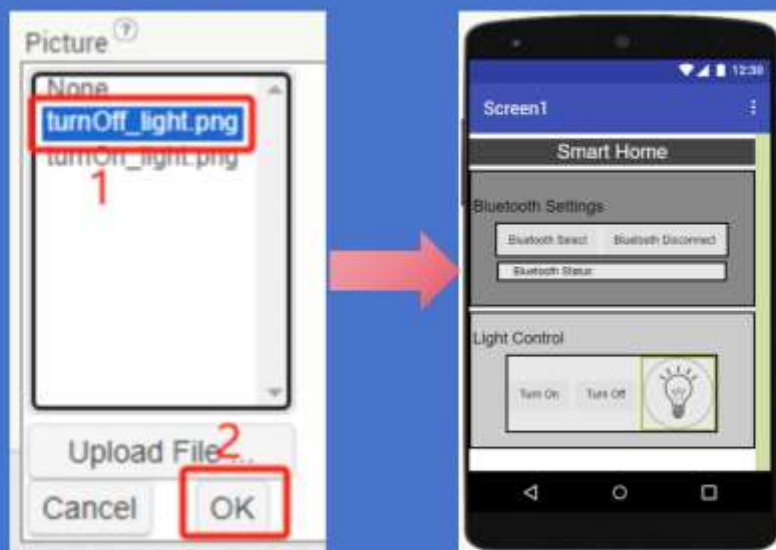 Picture ?
None
turnOff_light.png
turnOn_light.png
1
Upload File ...
2
Cancel
OK
12:30
Screen1
Smart Home
Bluetooth Settings
Bluetooth Select Bluetooth Disconnect
Bluetooth Status:
Light Control
Turn On Turn Off